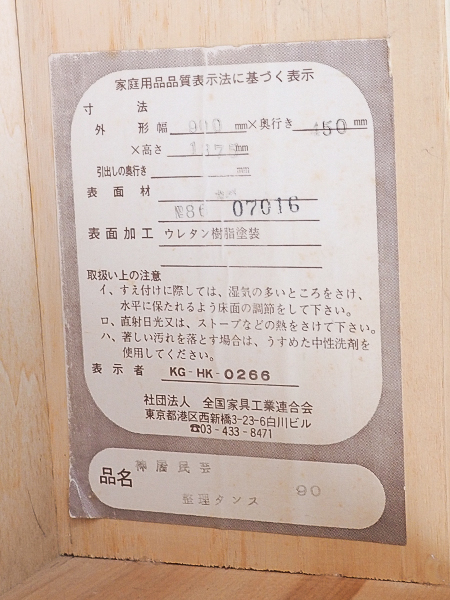 家庭用品品質表示法に基づく表示
寸法
外形幅 900 mm×奥行き 450 mm
×高さ mm
引出しの奥行き mm
表面材
№86 07016
表面加工 ウレタン樹脂塗装
取扱い上の注意
イ、すえ付けに際しては、湿気の多いところをさけ、
水平に保たれるよう床面の調節をして下さい。
ロ、直射日光又は、ストーブなどの熱をさけて下さい。
ハ、著しい汚れを落とす場合は、うすめた中性洗剤を
使用してください。
表示者 KG-HK-0266
社団法人 全国家具工業連合会
東京都港区西新橋3-23-6白川ビル
☎03-433-8471
品名
民芸
整理タンス 90